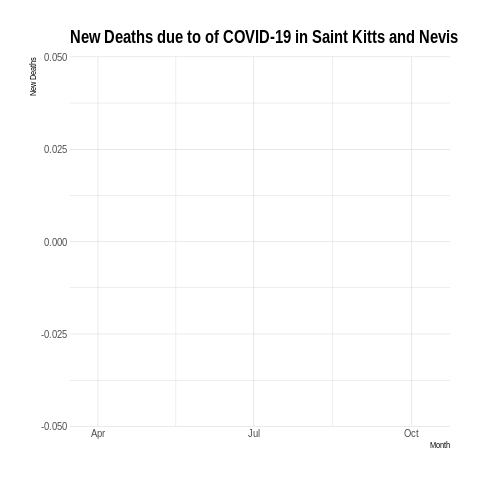 New Deaths due to of COVID-19 in Saint Kitts and Nevis
New Deaths
0.050
0.025
0.000
-0.025
-0.050
Apr Jul Oct
Month